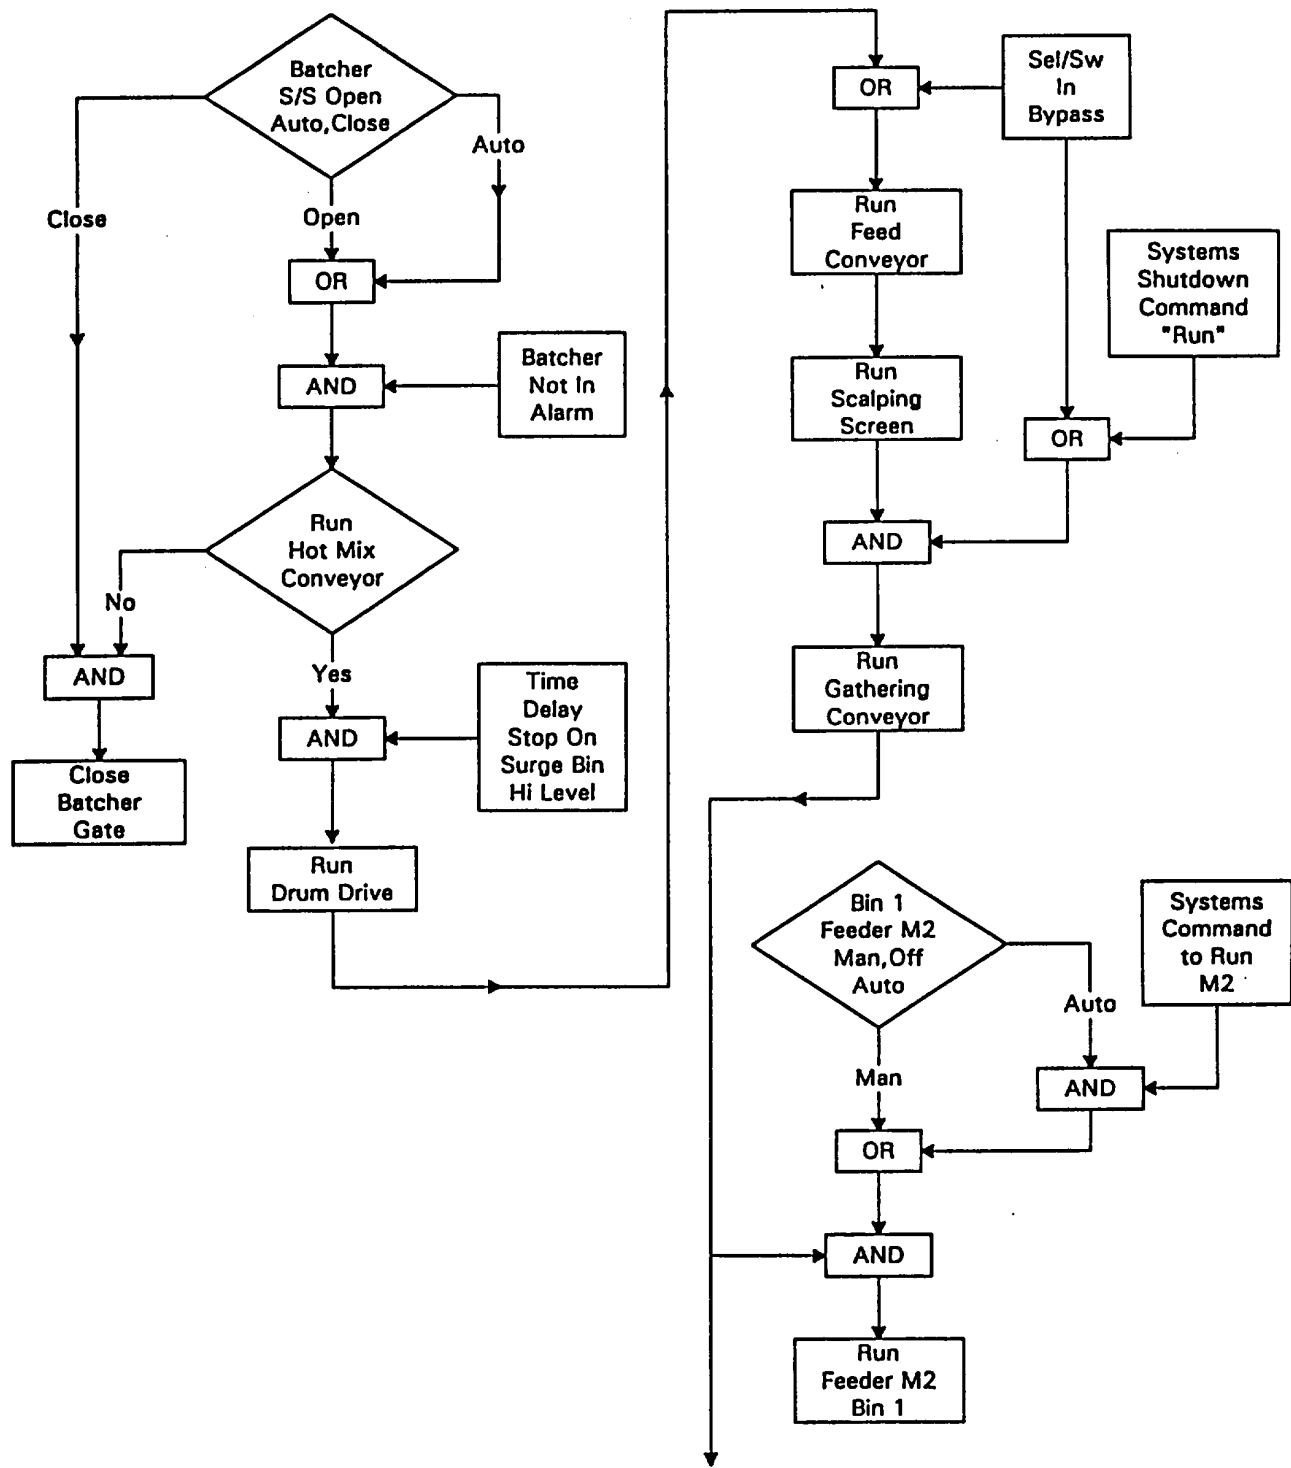 Batcher
S/S Open
Auto,Close
Auto
Close
Open
OR
AND
Batcher
Not In
Alarm
Run
Hot Mix
Conveyor
No
AND
Yes
Close
Batcher
Gate
AND
Time
Delay
Stop On
Surge Bin
Hi Level
Run
Drum Drive
OR
Sel/Sw
In
Bypass
Run
Feed
Conveyor
Systems
Shutdown
Command
"Run"
Run
Scalping
Screen
OR
AND
Run
Gathering
Conveyor
Bin 1
Feeder M2
Man,Off
Auto
Systems
Command
to Run
M2
Auto
Man
AND
OR
AND
Run
Feeder M2
Bin 1